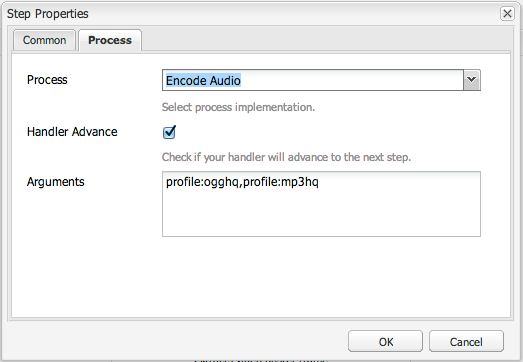 Step Properties
Common Process
Process Encode Audio
Select process implementation.
Handler Advance
Check if your handler will advance to the next step.
Arguments profile:ogghq,profile:mp3hq
OK Cancel